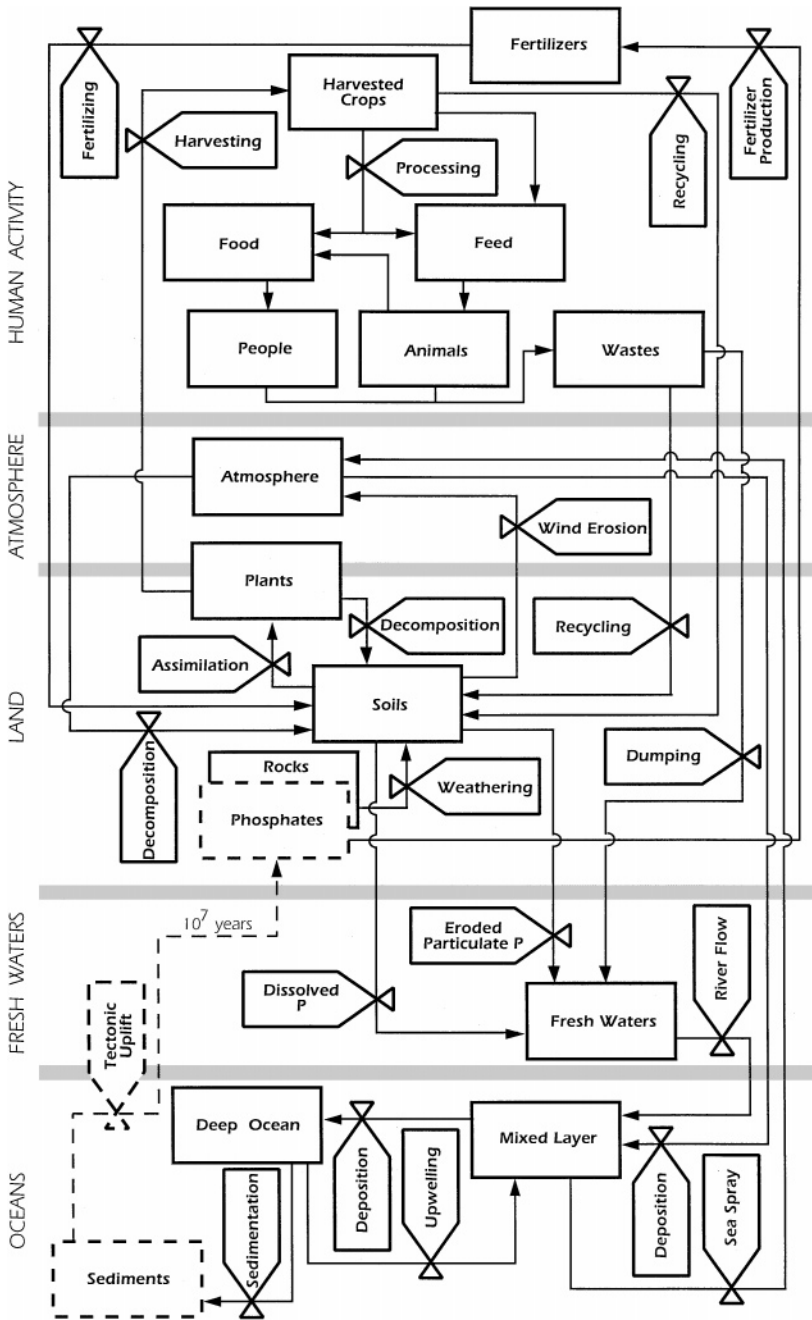 Fertilizers
Fertilizing
Harvested
Crops
Fertilizer
Production
Harvesting
Processing
Recycling
HUMAN ACTIVITY
Food
Feed
People
Animals
Wastes
ATMOSPHERE
Atmosphere
Wind Erosion
Plants
Decomposition
Recycling
Assimilation
LAND
Soils
Rocks
Phosphates
Weathering
Dumping
Decomposition
FRESH WATERS
10⁷ years
Eroded
Particulate P
River Flow
Dissolved
P
Fresh Waters
Tectonic
Uplift
OCEANS
Deep Ocean
Mixed Layer
Deposition
Upwelling
Deposition
Sea Spray
Sedimentation
Sediments